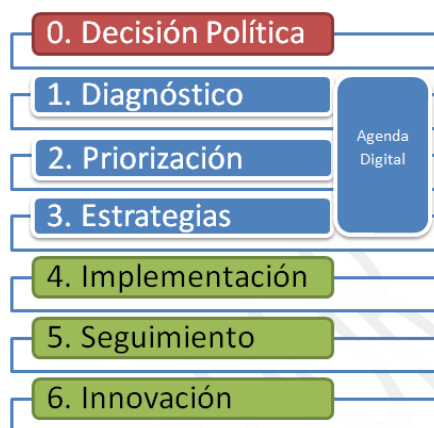 0. Decisión Política
1. Diagnóstico
2. Priorización
3. Estrategias
Agenda
Digital
4. Implementación
5. Seguimiento
6. Innovación